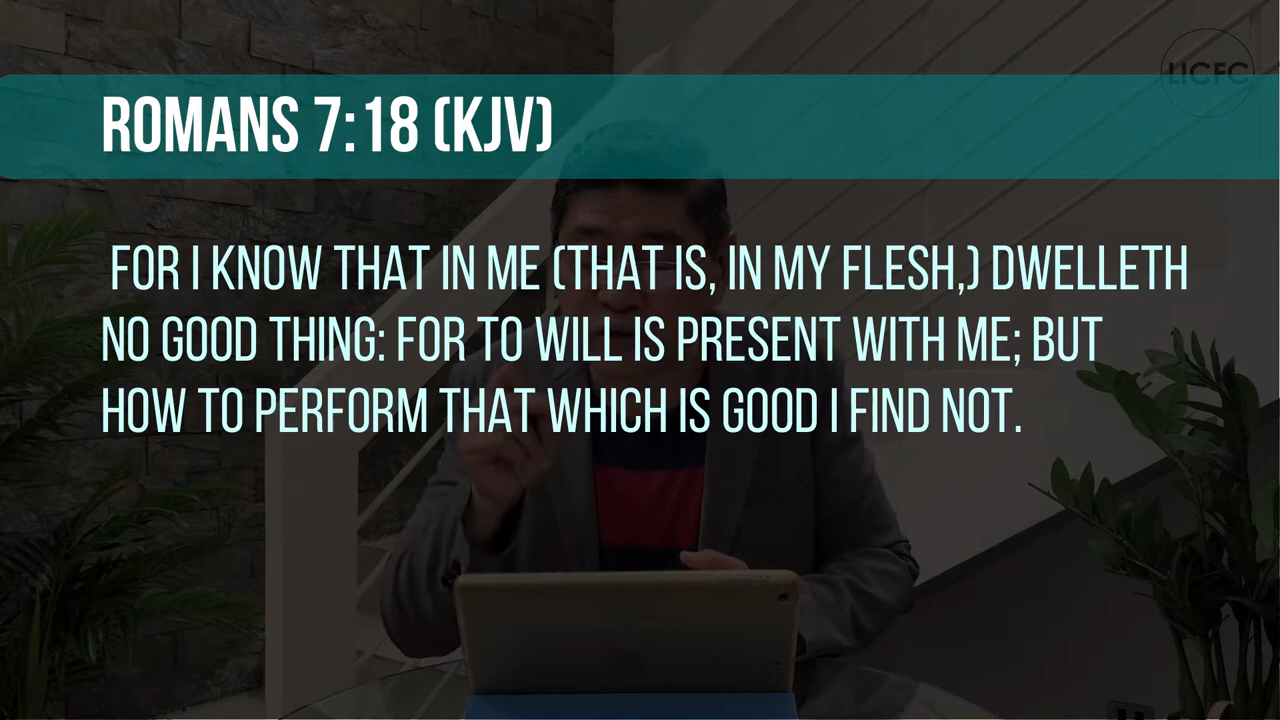 LICFC
ROMANS 7:18 (KJV)
FOR I KNOW THAT IN ME (THAT IS, IN MY FLESH,) DWELLETH
NO GOOD THING: FOR TO WILL IS PRESENT WITH ME; BUT
HOW TO PERFORM THAT WHICH IS GOOD I FIND NOT.